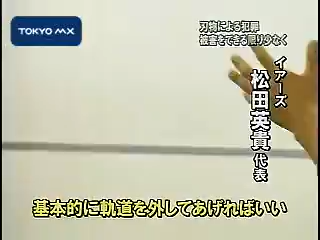 TOKYO MX
刃物による犯罪
被害をできる限り少なく
イアーズ
松田英貴 代表
基本的に軌道を外してあげればいい